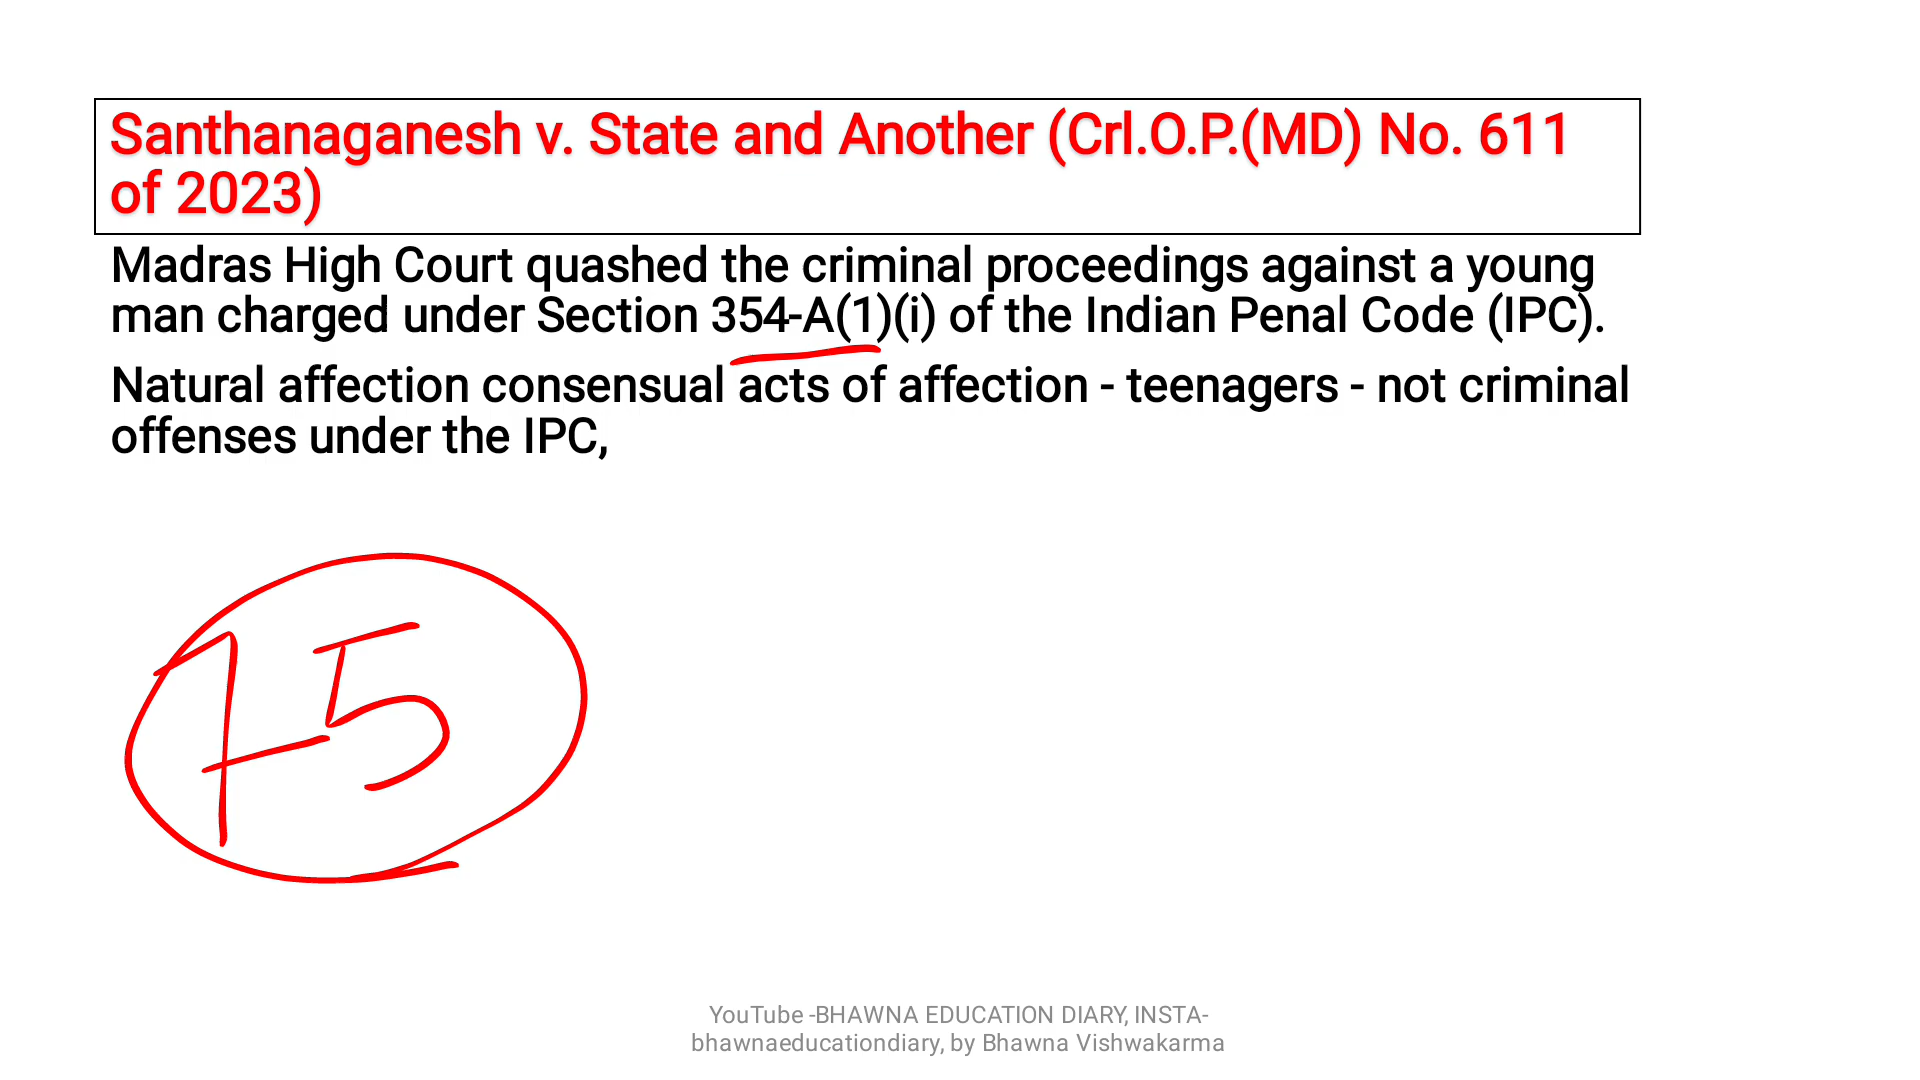 Santhanaganesh v. State and Another (Crl.O.P.(MD) No. 611
of 2023)
Madras High Court quashed the criminal proceedings against a young
man charged under Section 354-A(1)(i) of the Indian Penal Code (IPC).
Natural affection consensual acts of affection - teenagers - not criminal
offenses under the IPC,
75
YouTube -BHAWNA EDUCATION DIARY, INSTA-
bhawnaeducationdiary, by Bhawna Vishwakarma